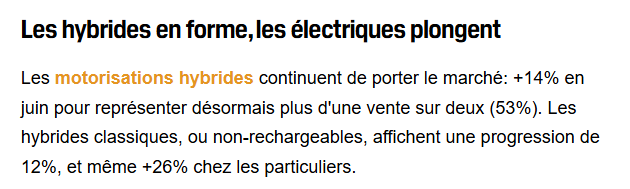 Les hybrides en forme, les électriques plongent
Les motorisations hybrides continuent de porter le marché: +14% en
juin pour représenter désormais plus d'une vente sur deux (53%). Les
hybrides classiques, ou non-rechargeables, affichent une progression de
12%, et même +26% chez les particuliers.